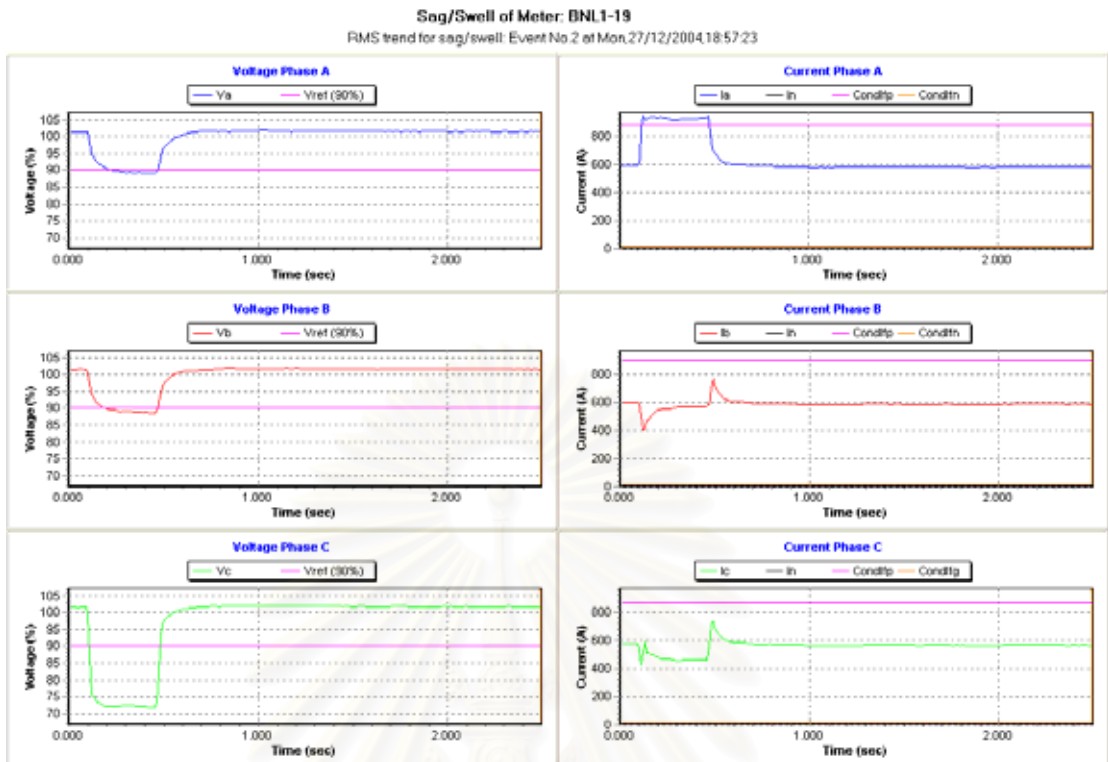 Sag/Swell of Meter: BNL1-19
RMS trend for sag/swell: Event No.2 at Mon,27/12/2004,18:57:23
Voltage Phase A
Va Vref (90%)
Voltage (%)
105
100
95
90
85
80
75
70
0.000 1.000 2.000
Time (sec)
Current Phase A
Ia In Conditfp Conditfn
Current (A)
800
600
400
200
0
0.000 1.000 2.000
Time (sec)
Voltage Phase B
Vb Vref (90%)
Voltage (%)
105
100
95
90
85
80
75
70
0.000 1.000 2.000
Time (sec)
Current Phase B
Ib In Conditfp Conditfn
Current (A)
800
600
400
200
0
0.000 1.000 2.000
Time (sec)
Voltage Phase C
Vc Vref (90%)
Voltage (%)
105
100
95
90
85
80
75
70
0.000 1.000 2.000
Time (sec)
Current Phase C
Ic In Conditfp Conditfg
Current (A)
800
600
400
200
0
0.000 1.000 2.000
Time (sec)